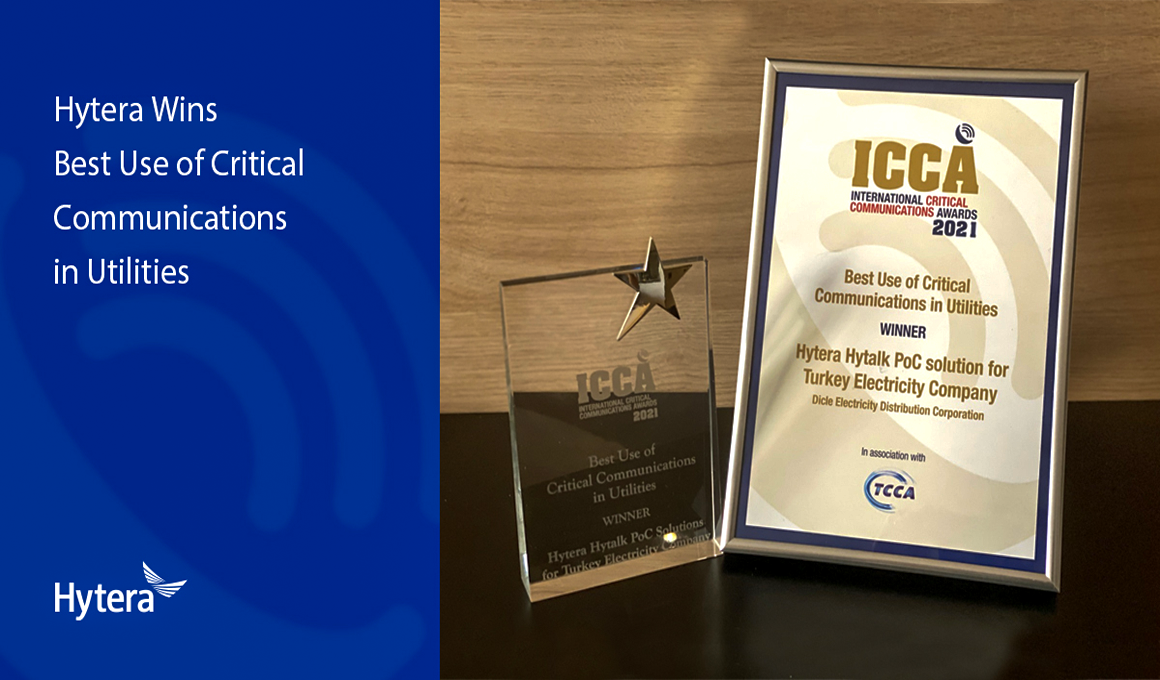 Hytera Wins
Best Use of Critical
Communications
in Utilities
Hytera
ICCA
INTERNATIONAL CRITICAL
COMMUNICATIONS AWARDS
2021
Best Use of
Critical Communications
in Utilities
WINNER
Hytera Hytalk PoC Solutions
for Turkey Electricity Company
ICCA
INTERNATIONAL CRITICAL
COMMUNICATIONS AWARDS
2021
Best Use of Critical
Communications in Utilities
WINNER
Hytera Hytalk PoC solution for
Turkey Electricity Company
Dicle Electricity Distribution Corporation
In association with
TCCA